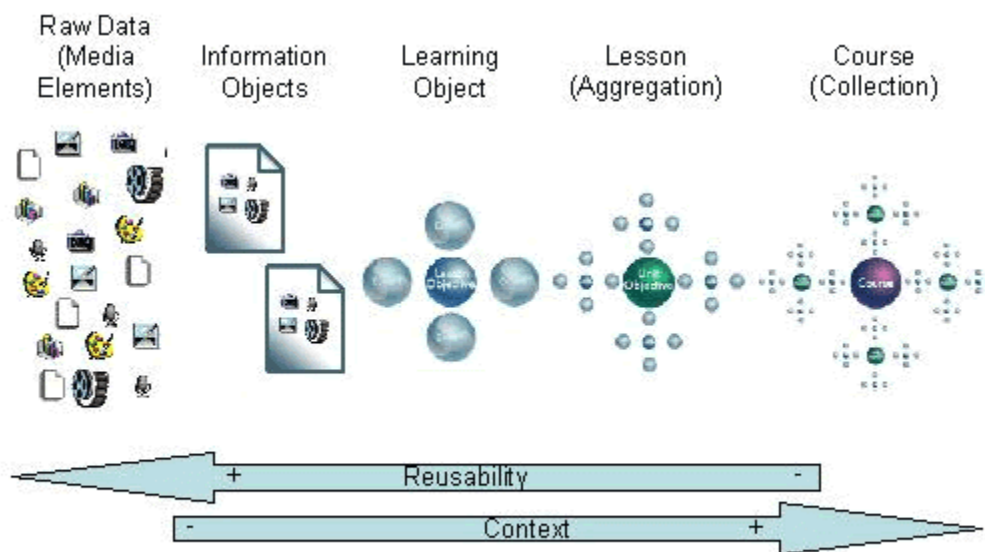 Raw Data
(Media
Elements)
Information
Objects
Learning
Object
Lesson
(Aggregation)
Course
(Collection)
Lesson
Objective
Unit
Objective
Course
+ Reusability -
- Context +